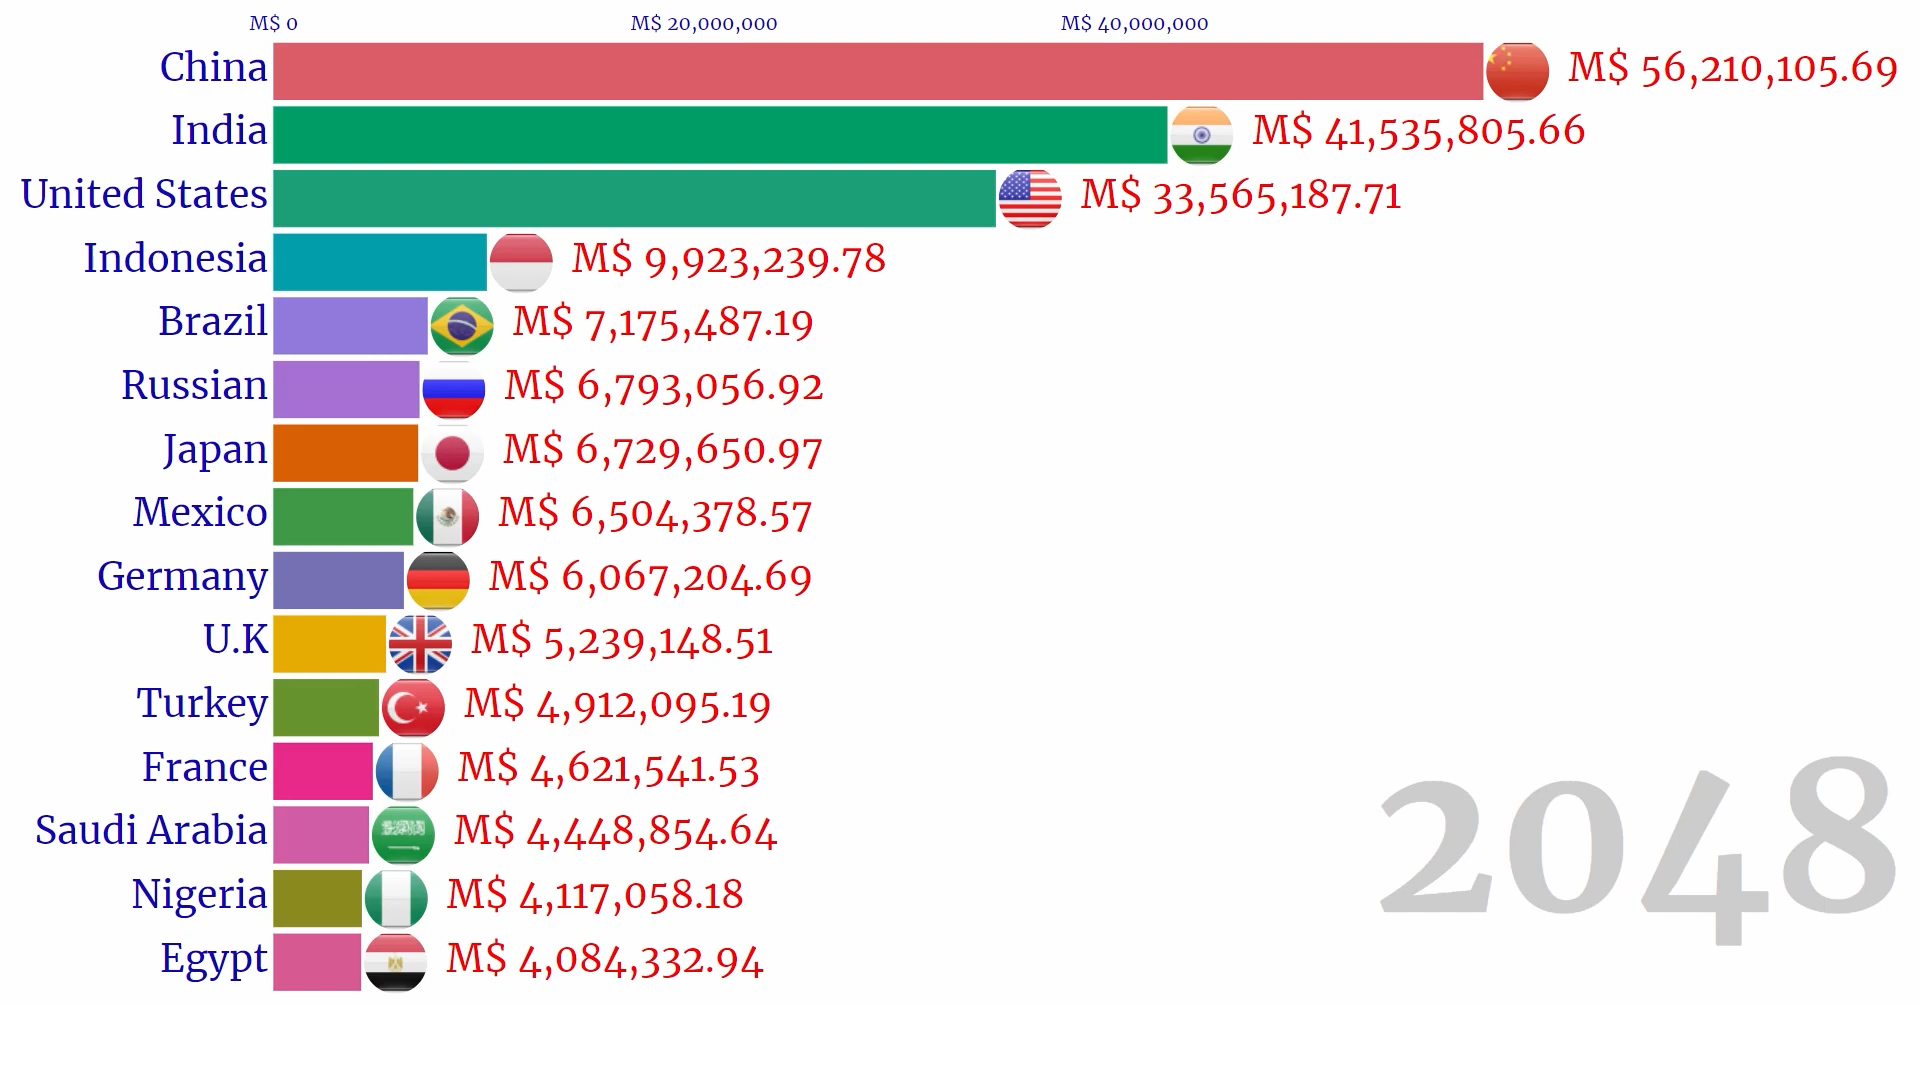 M$ 0 M$ 20,000,000 M$ 40,000,000
China M$ 56,210,105.69
India M$ 41,535,805.66
United States M$ 33,565,187.71
Indonesia M$ 9,923,239.78
Brazil M$ 7,175,487.19
Russian M$ 6,793,056.92
Japan M$ 6,729,650.97
Mexico M$ 6,504,378.57
Germany M$ 6,067,204.69
U.K M$ 5,239,148.51
Turkey M$ 4,912,095.19
France M$ 4,621,541.53
Saudi Arabia M$ 4,448,854.64
Nigeria M$ 4,117,058.18
Egypt M$ 4,084,332.94
2048